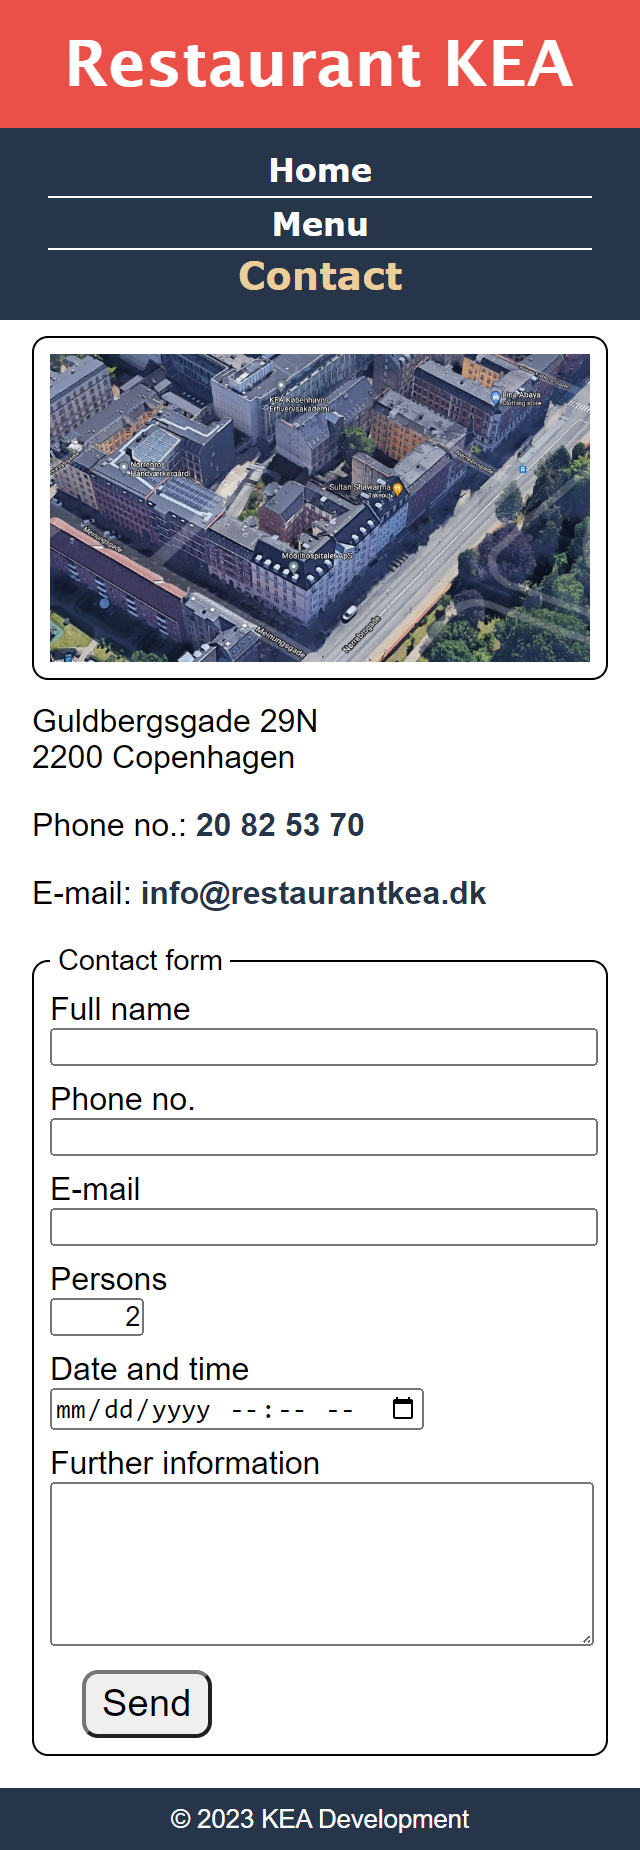 Restaurant KEA
Home
Menu
Contact
KEA Københavns
Erhvervsakademi
Lina Abaya
Clothing store
Nørrebro
Håndværkergård
Nørrebrogade
Sultan Shawarma
Takeout
Meinungsgade
Mobilhospitalet ApS
Meinungsgade
Nørrebrogade
Guldbergsgade 29N
2200 Copenhagen
Phone no.: 20 82 53 70
E-mail: info@restaurantkea.dk
Contact form
Full name
Phone no.
E-mail
Persons
2
Date and time
mm/dd/yyyy --:-- --
Further information
Send
© 2023 KEA Development